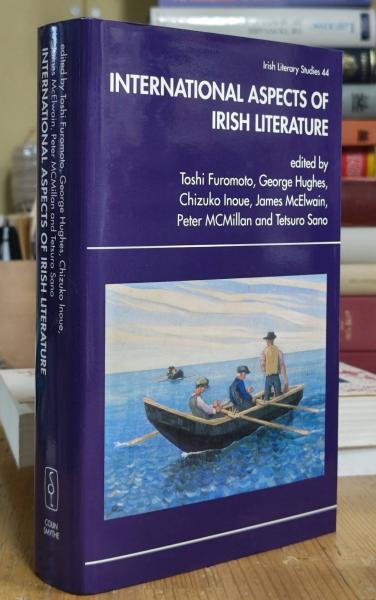 Irish Literary Studies 44
INTERNATIONAL ASPECTS OF
IRISH LITERATURE
edited by
Toshi Furomoto, George Hughes,
Chizuko Inoue, James McElwain,
Peter MCMillan and Tetsuro Sano
edited by Toshi Furomoto, George Hughes, Chizuko Inoue,
James McElwain, Peter McMillan and Tetsuro Sano
INTERNATIONAL ASPECTS OF IRISH LITERATURE
COLIN
SMYTHE